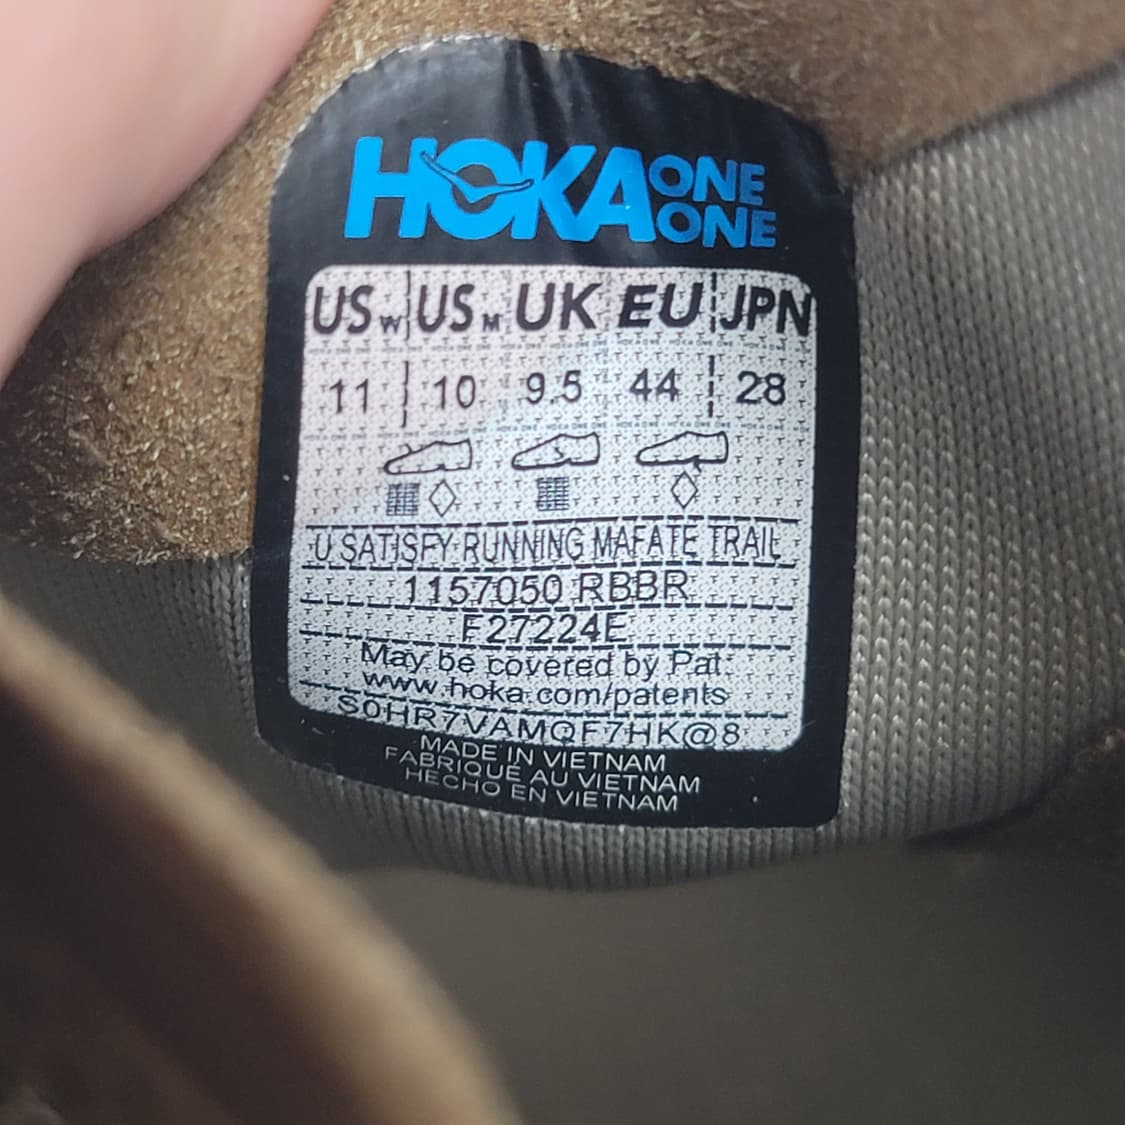 HOKA ONE ONE
US W US M UK EU JPN
11 10 9.5 44 28
U SATISFY RUNNING MAFATE TRAIL
1157050 RBBR
F27224E
May be covered by Pat:
www.hoka.com/patents
S0HR7VAMQF7HK@8
MADE IN VIETNAM
FABRIQUÉ AU VIETNAM
HECHO EN VIETNAM